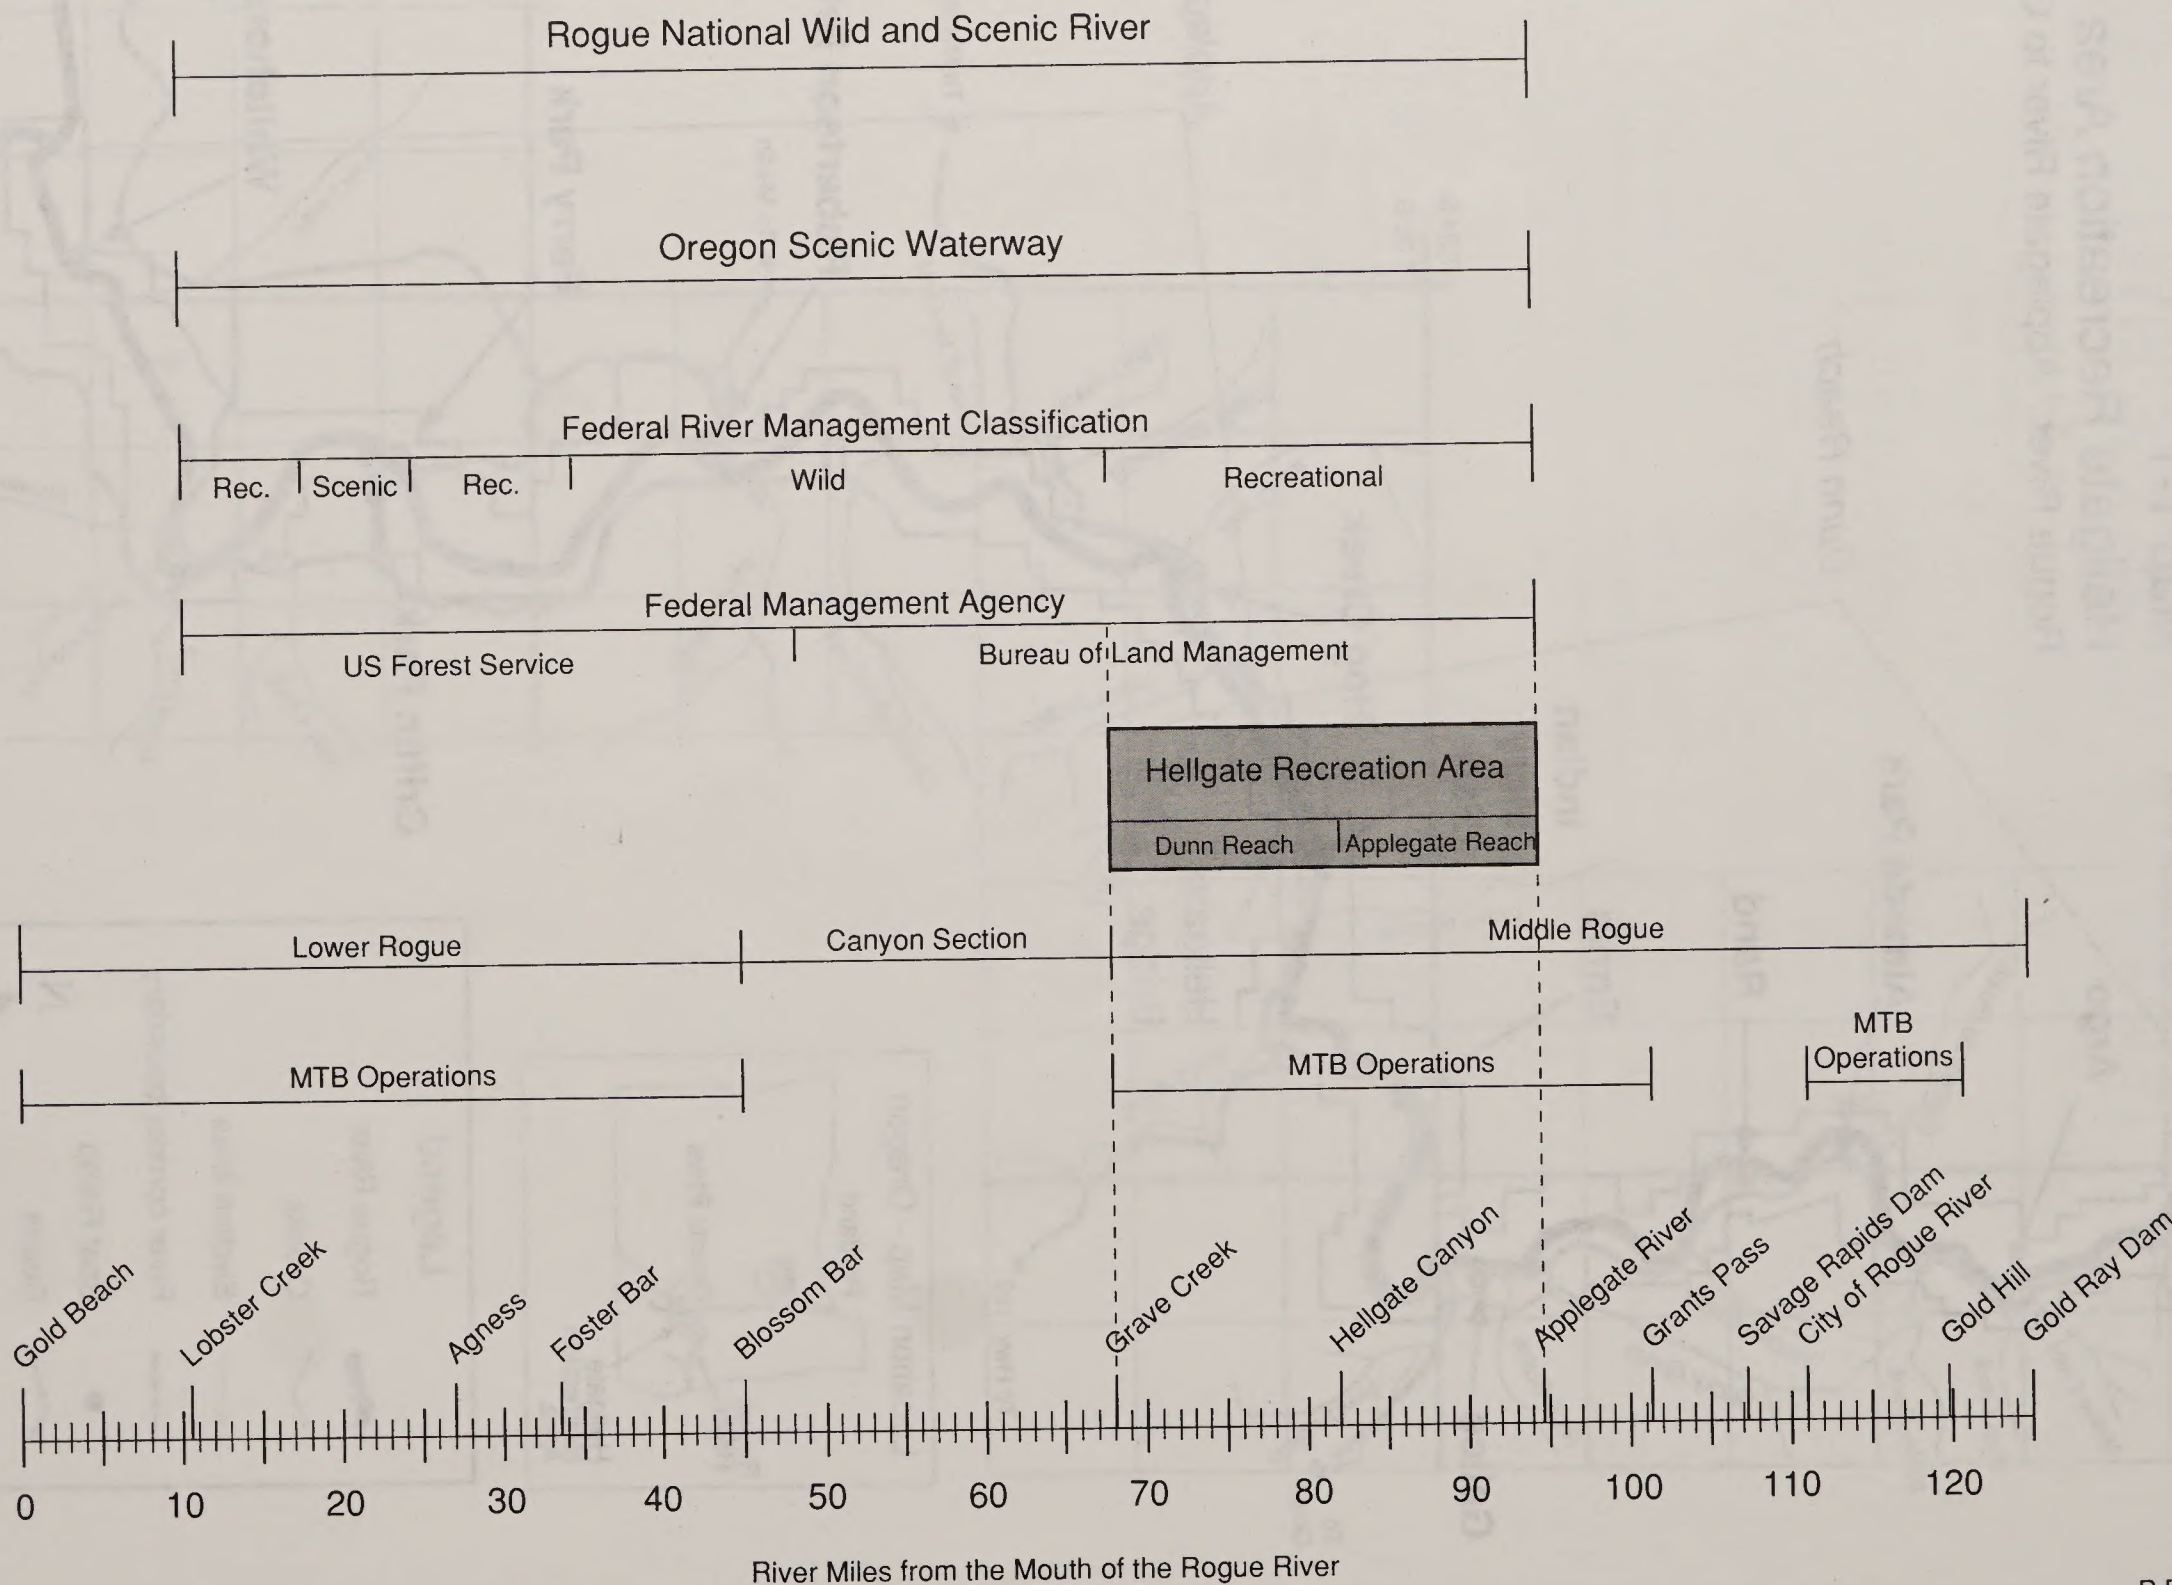 Rogue National Wild and Scenic River
Oregon Scenic Waterway
Federal River Management Classification
Rec. Scenic Rec. Wild Recreational
Federal Management Agency
US Forest Service Bureau of Land Management
Hellgate Recreation Area
Dunn Reach Applegate Reach
Lower Rogue Canyon Section Middle Rogue
MTB Operations MTB Operations MTB
Operations
Gold Beach
Lobster Creek
Agness
Foster Bar
Blossom Bar
Grave Creek
Hellgate Canyon
Applegate River
Grants Pass
Savage Rapids Dam
City of Rogue River
Gold Hill
Gold Ray Dam
0 10 20 30 40 50 60 70 80 90 100 110 120
River Miles from the Mouth of the Rogue River